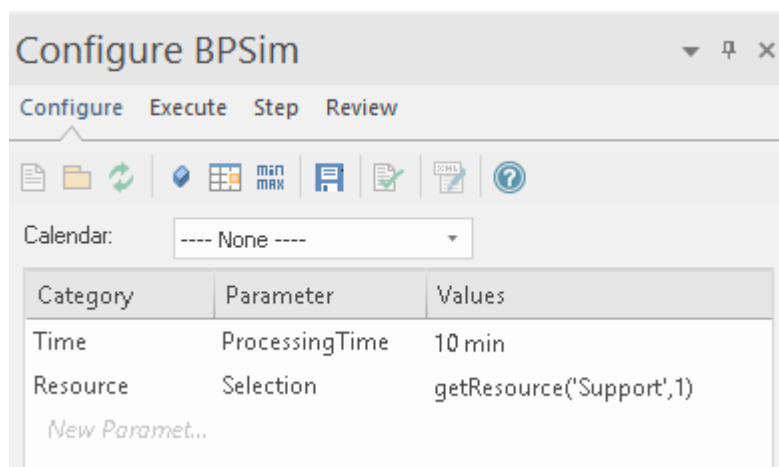 Configure BPSim
Configure Execute Step Review
min
max
XML
?
Calendar: ---- None ----
Category Parameter Values
Time ProcessingTime 10 min
Resource Selection getResource('Support',1)
New Paramet...